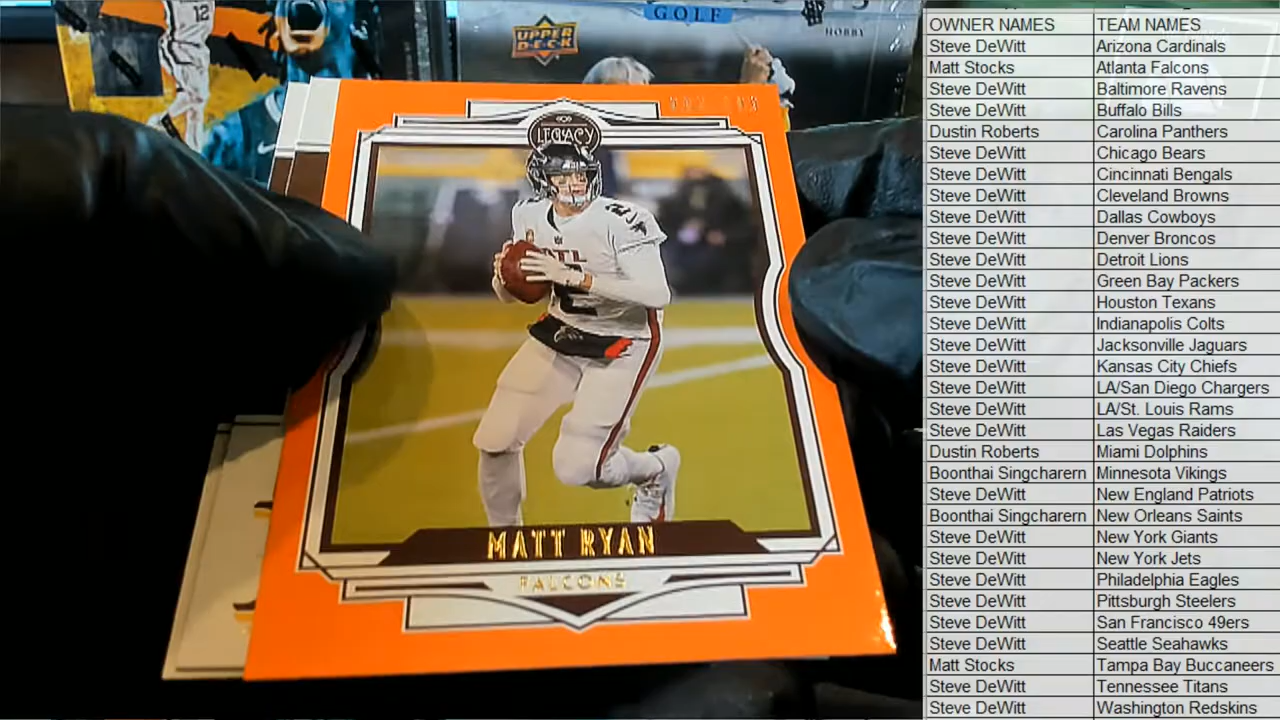 12
UPPER
DECK
GOLF
HOBBY
LEGACY
ATL
2
MATT RYAN
FALCONS
OWNER NAMES TEAM NAMES
Steve DeWitt Arizona Cardinals
Matt Stocks Atlanta Falcons
Steve DeWitt Baltimore Ravens
Steve DeWitt Buffalo Bills
Dustin Roberts Carolina Panthers
Steve DeWitt Chicago Bears
Steve DeWitt Cincinnati Bengals
Steve DeWitt Cleveland Browns
Steve DeWitt Dallas Cowboys
Steve DeWitt Denver Broncos
Steve DeWitt Detroit Lions
Steve DeWitt Green Bay Packers
Steve DeWitt Houston Texans
Steve DeWitt Indianapolis Colts
Steve DeWitt Jacksonville Jaguars
Steve DeWitt Kansas City Chiefs
Steve DeWitt LA/San Diego Chargers
Steve DeWitt LA/St. Louis Rams
Steve DeWitt Las Vegas Raiders
Dustin Roberts Miami Dolphins
Boonthai Singcharern Minnesota Vikings
Steve DeWitt New England Patriots
Boonthai Singcharern New Orleans Saints
Steve DeWitt New York Giants
Steve DeWitt New York Jets
Steve DeWitt Philadelphia Eagles
Steve DeWitt Pittsburgh Steelers
Steve DeWitt San Francisco 49ers
Steve DeWitt Seattle Seahawks
Matt Stocks Tampa Bay Buccaneers
Steve DeWitt Tennessee Titans
Steve DeWitt Washington Redskins